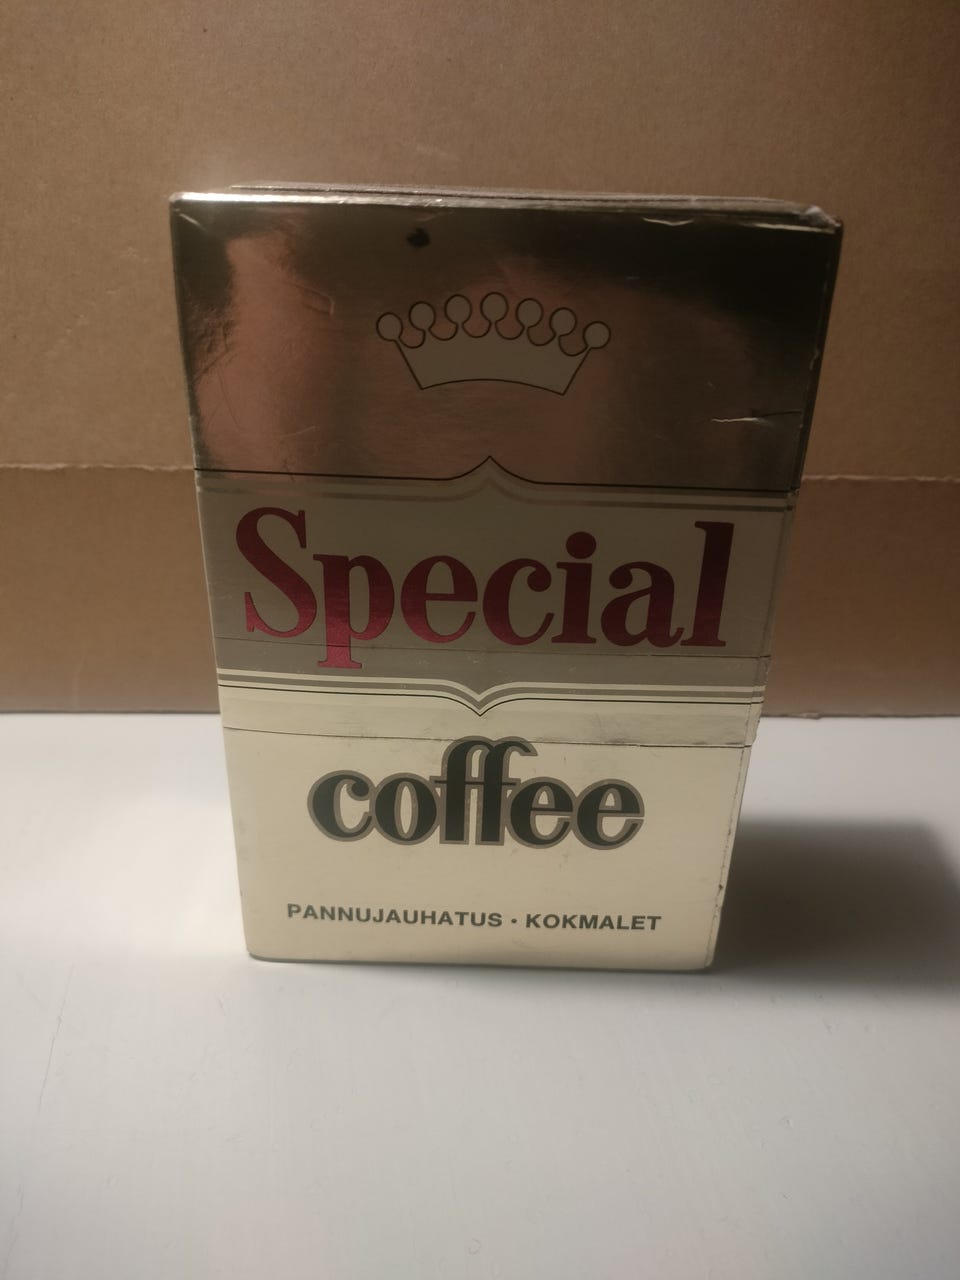 Special
coffee
PANNUJAUHATUS • KOKMALET